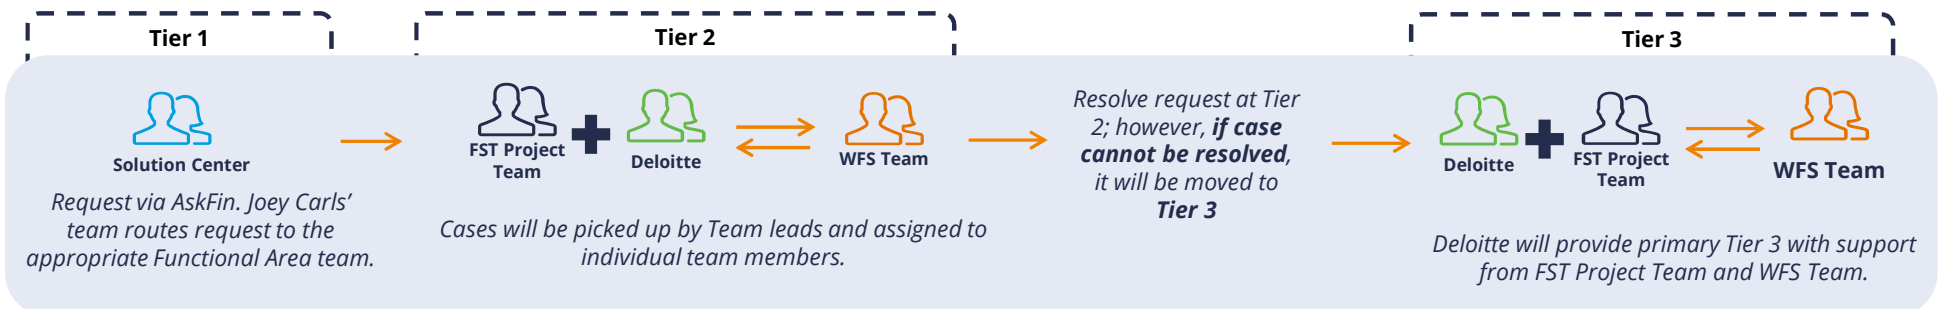 Tier 1
Solution Center
Request via AskFin. Joey Carls’
team routes request to the
appropriate Functional Area team.
Tier 2
FST Project
Team
Deloitte
WFS Team
Cases will be picked up by Team leads and assigned to
individual team members.
Resolve request at Tier
2; however, if case
cannot be resolved,
it will be moved to
Tier 3
Tier 3
Deloitte
FST Project
Team
WFS Team
Deloitte will provide primary Tier 3 with support
from FST Project Team and WFS Team.